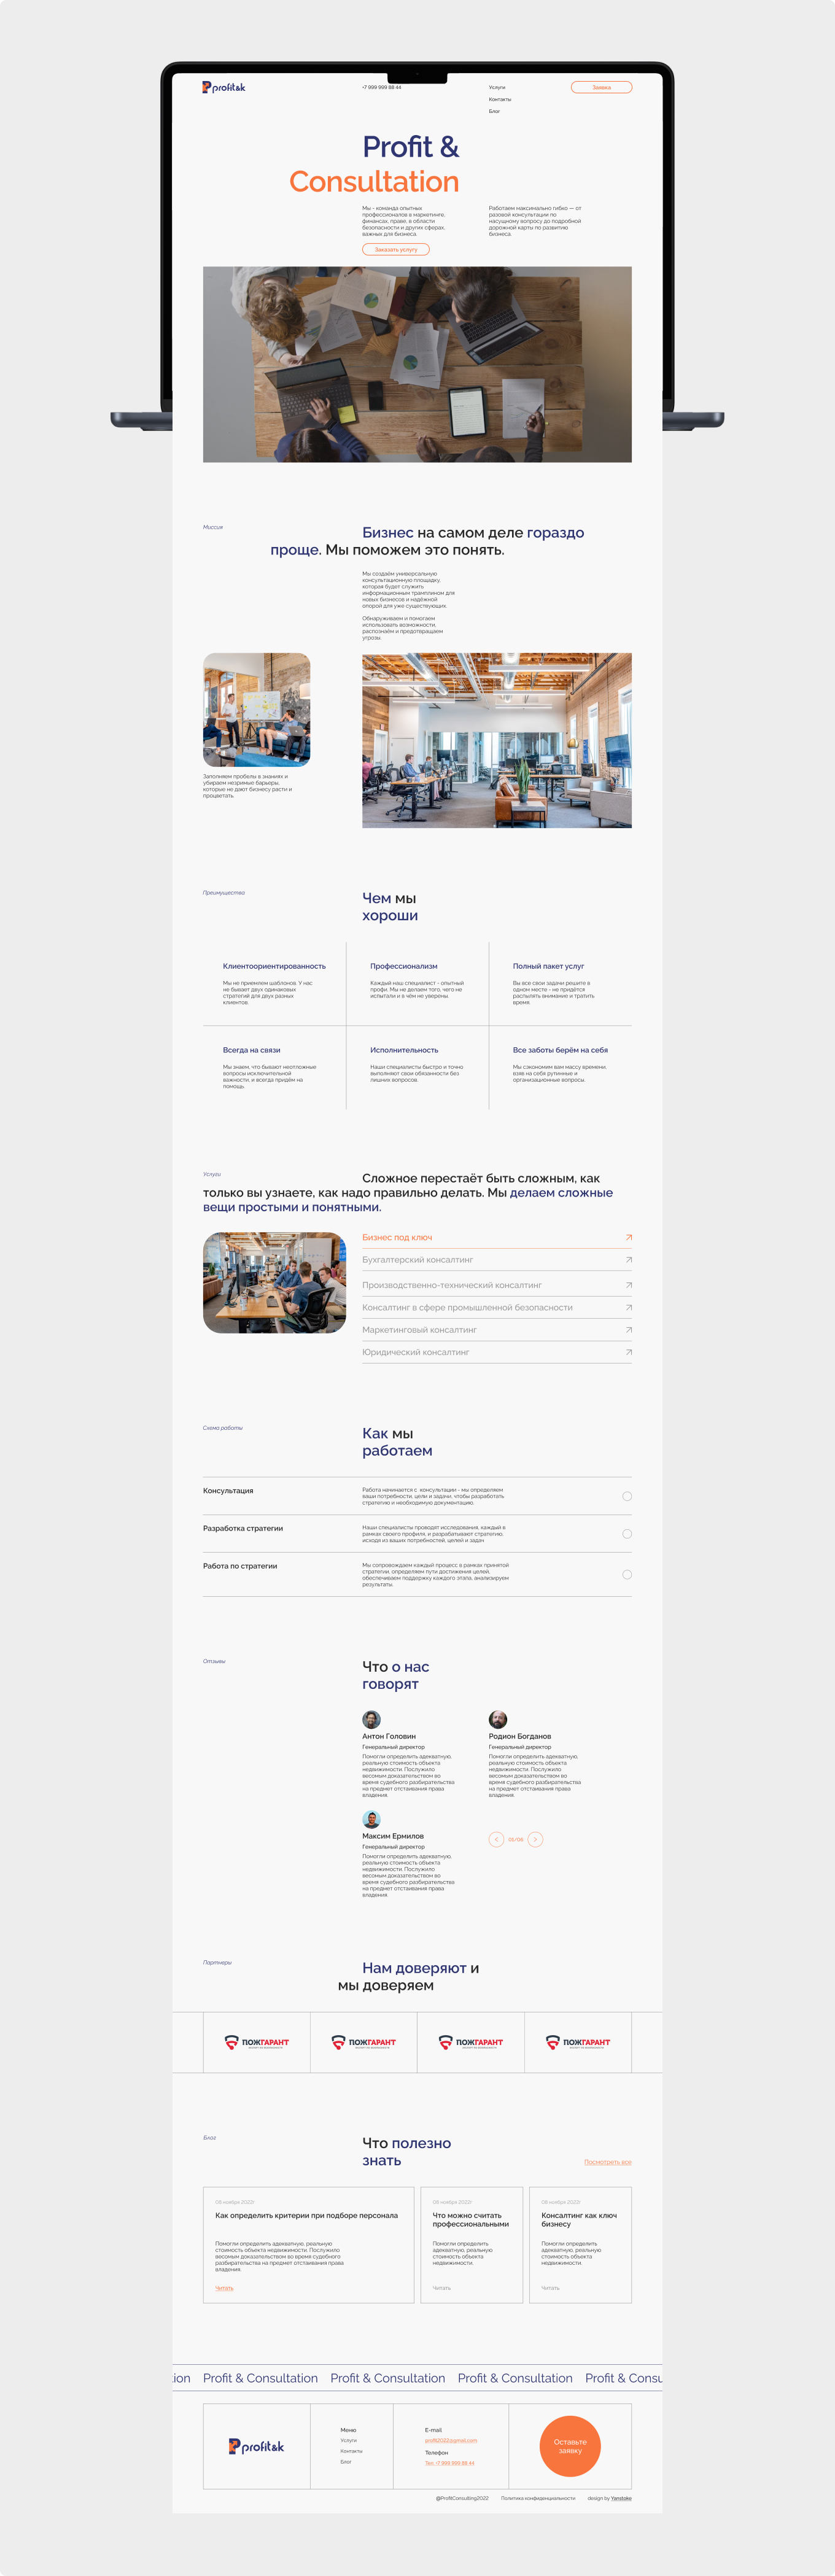 profit&k
+7 999 999 88 44
Услуги
Контакты
Блог
Заявка
Profit &
Consultation
Мы - команда опытных
профессионалов в маркетинге,
финансах, праве, в области
безопасности и других сферах,
важных для бизнеса.
Работаем максимально гибко — от
разовой консультации по
насущному вопросу до подробной
дорожной карты по развитию
бизнеса.
Заказать услугу
Миссия
Бизнес на самом деле гораздо
проще. Мы поможем это понять.
Мы создаём универсальную
консультационную площадку,
которая будет служить
информационным трамплином для
новых бизнесов и надёжной
опорой для уже существующих.
Обнаруживаем и помогаем
использовать возможности,
распознаём и предотвращаем
угрозы.
Заполняем пробелы в знаниях и
убираем незримые барьеры,
которые не дают бизнесу расти и
процветать.
Преимущества
Чем мы
хороши
Клиентоориентированность
Мы не приемлем шаблонов. У нас
не бывает двух одинаковых
стратегий для двух разных
клиентов.
Профессионализм
Каждый наш специалист - опытный
профи. Мы не делаем того, чего не
испытали и в чём не уверены.
Полный пакет услуг
Вы все свои задачи решите в
одном месте - не придётся
распылять внимание и тратить
время.
Всегда на связи
Мы знаем, что бывают неотложные
вопросы исключительной
важности, и всегда придём на
помощь.
Исполнительность
Наши специалисты быстро и точно
выполняют свои обязанности без
лишних вопросов.
Все заботы берём на себя
Мы сэкономим вам массу времени,
взяв на себя рутинные и
организационные вопросы.
Услуги
Сложное перестаёт быть сложным, как
только вы узнаете, как надо правильно делать. Мы делаем сложные
вещи простыми и понятными.
Бизнес под ключ
Бухгалтерский консалтинг
Производственно-технический консалтинг
Консалтинг в сфере промышленной безопасности
Маркетинговый консалтинг
Юридический консалтинг
Схема работы
Как мы
работаем
Консультация
Работа начинается с консультации - мы определяем
ваши потребности, цели и задачи, чтобы разработать
стратегию и необходимую документацию.
Разработка стратегии
Наши специалисты проводят исследования, каждый в
рамках своего профиля, и разрабатывают стратегию,
исходя из ваших потребностей, целей и задач
Работа по стратегии
Мы сопровождаем каждый процесс в рамках принятой
стратегии, определяем пути достижения целей,
обеспечиваем поддержку каждого этапа, анализируем
результаты.
Отзывы
Что о нас
говорят
Антон Головин
Генеральный директор
Помогли определить адекватную,
реальную стоимость объекта
недвижимости. Послужило
весомым доказательством во
время судебного разбирательства
на предмет отстаивания права
владения.
Родион Богданов
Генеральный директор
Помогли определить адекватную,
реальную стоимость объекта
недвижимости. Послужило
весомым доказательством во
время судебного разбирательства
на предмет отстаивания права
владения.
Максим Ермилов
Генеральный директор
Помогли определить адекватную,
реальную стоимость объекта
недвижимости. Послужило
весомым доказательством во
время судебного разбирательства
на предмет отстаивания права
владения.
Партнеры
Нам доверяют и
мы доверяем
ПОЖГАРАНТ
ПОЖГАРАНТ
ПОЖГАРАНТ
ПОЖГАРАНТ
Блог
Что полезно
знать
Посмотреть все
08 ноября 2022г
Как определить критерии при подборе персонала
Помогли определить адекватную, реальную
стоимость объекта недвижимости. Послужило
весомым доказательством во время судебного
разбирательства на предмет отстаивания права
владения.
Читать
08 ноября 2022г
Что можно считать
профессиональными
Помогли определить
адекватную, реальную
стоимость объекта
недвижимости.
Читать
08 ноября 2022г
Консалтинг как ключ
бизнесу
Помогли определить
адекватную, реальную
стоимость объекта
недвижимости.
Читать
ion Profit & Consultation Profit & Consultation Profit & Consultation Profit & Consu
profit&k
Меню
Услуги
Контакты
Блог
E-mail
profit2022@gmail.com
Телефон
Тел: +7 999 999 88 44
Оставьте
заявку
@ProfitConsulting2022
Политика конфиденциальности
design by Yanstoke